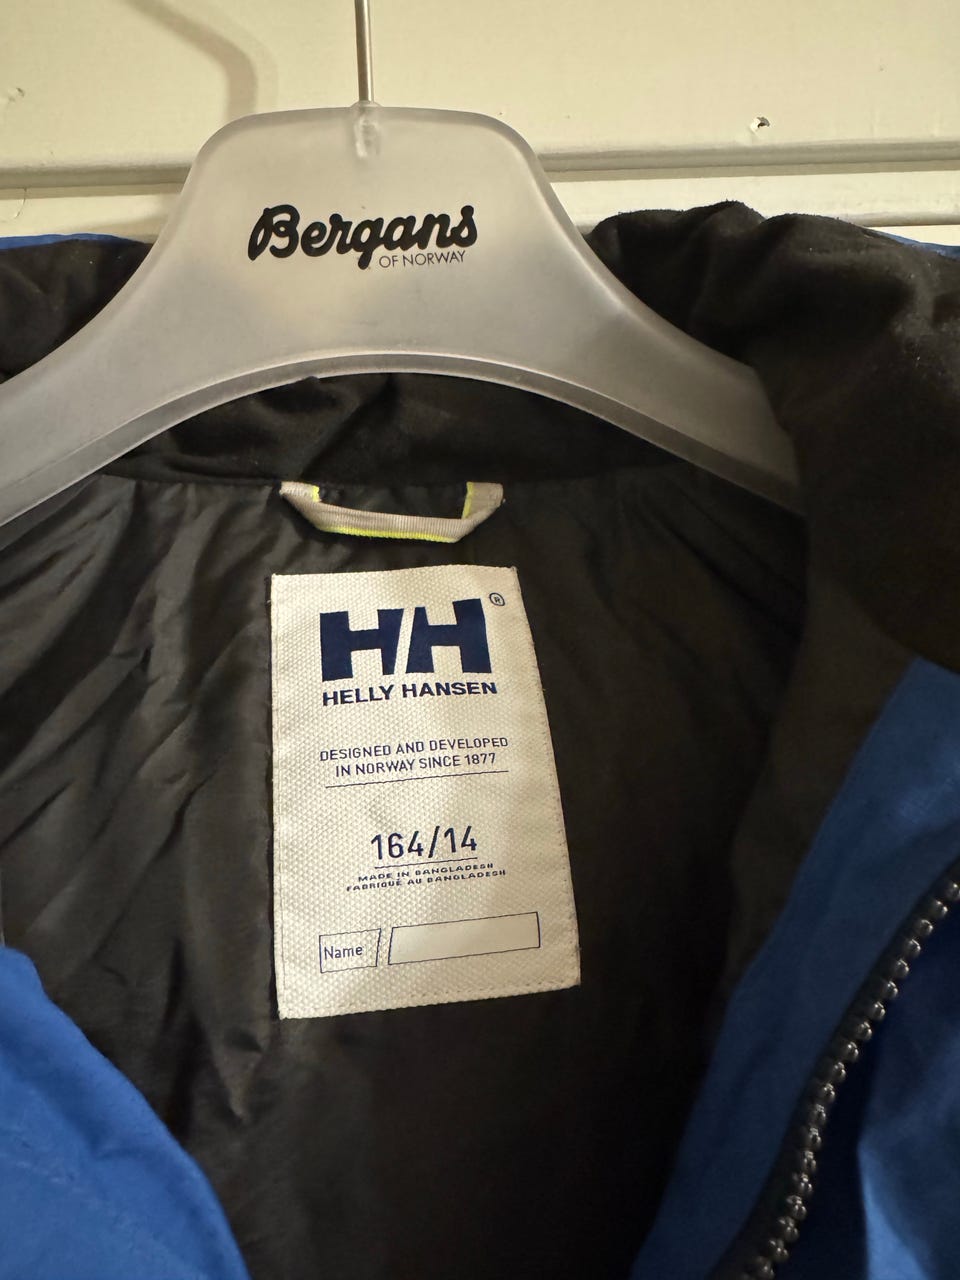 Bergans
OF NORWAY
HH®
HELLY HANSEN
DESIGNED AND DEVELOPED
IN NORWAY SINCE 1877
164/14
MADE IN BANGLADESH
FABRIQUÉ AU BANGLADESH
Name